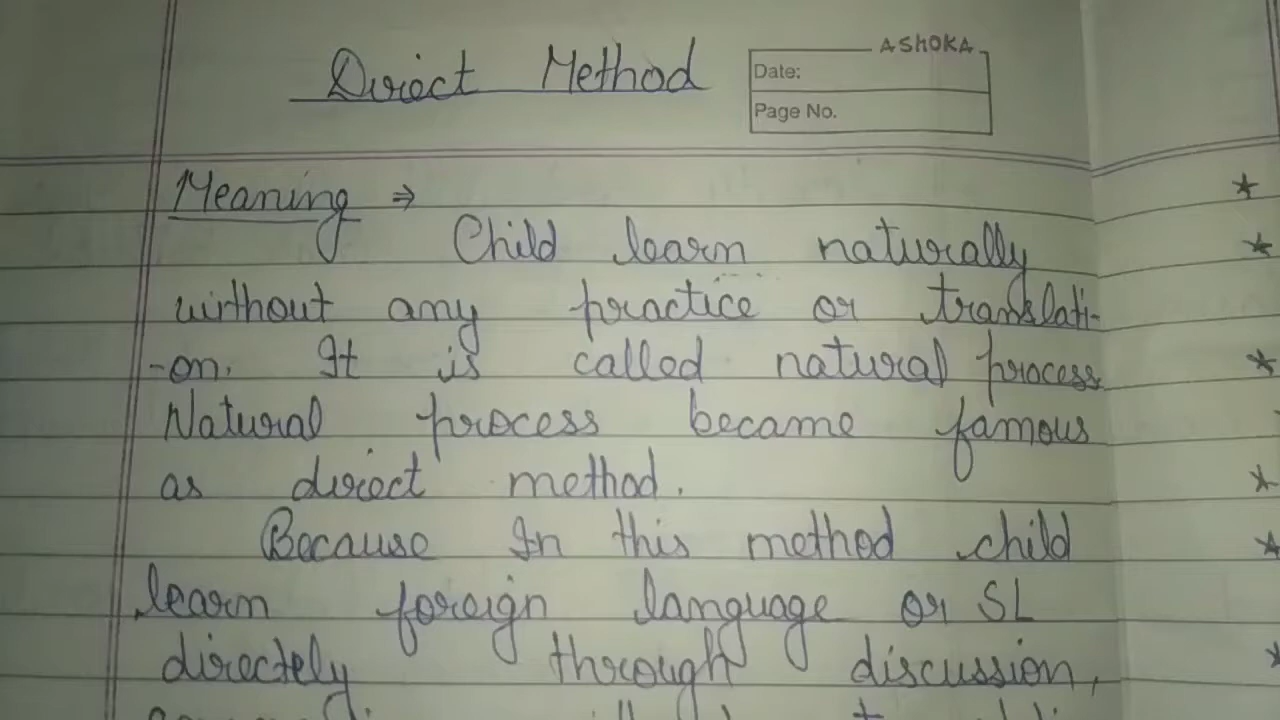 Direct Method
ASHOKA
Date:
Page No.
Meaning ⇒
Child learn naturally
without any practice or translati-
-on. It is called natural process
Natural process became famous
as direct method.
Because In this method child
learn foreign language or SL
directely through discussion,